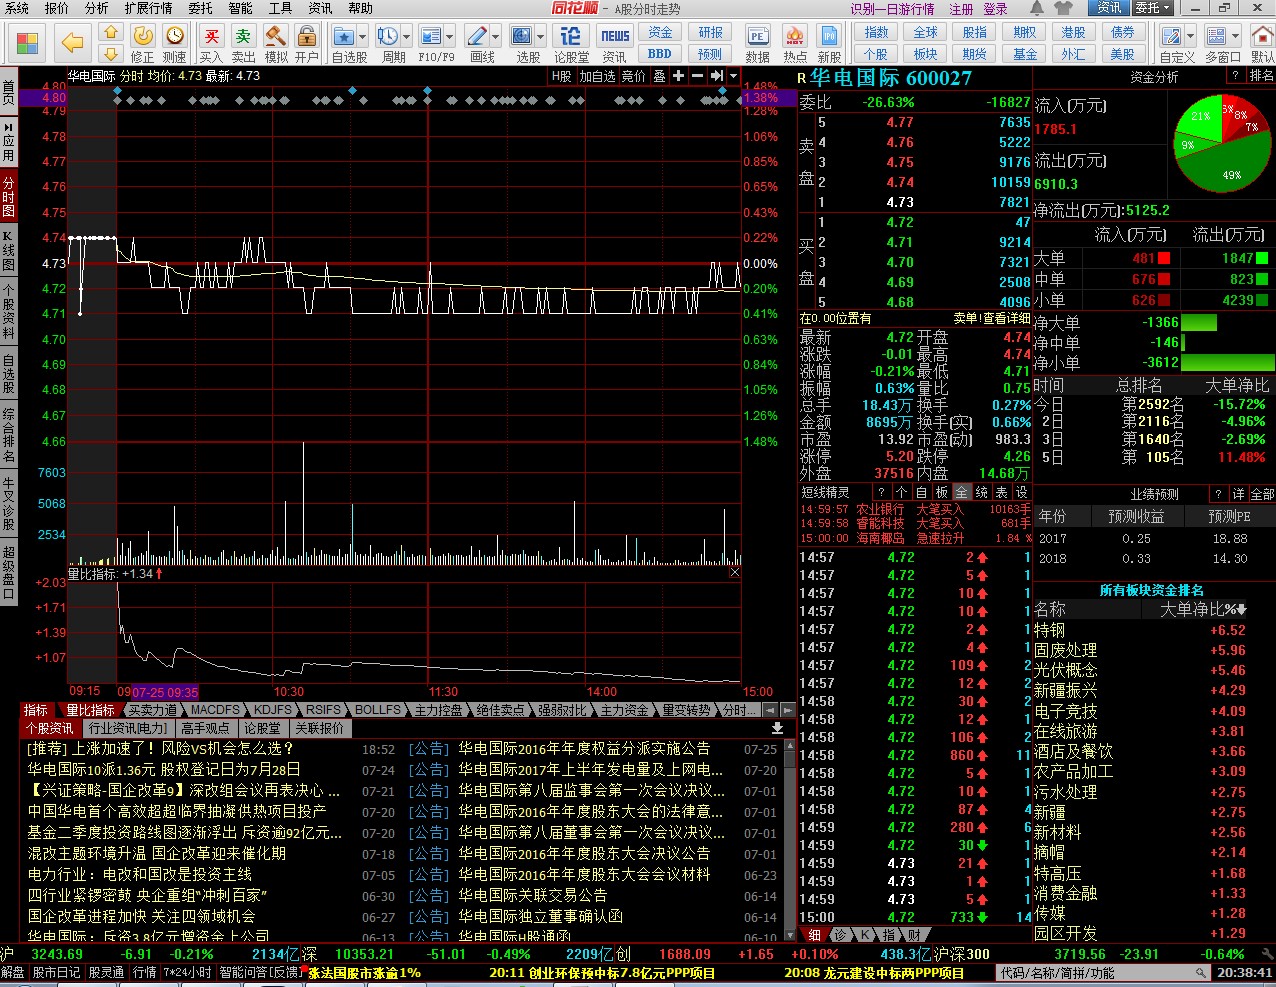 系统 报价 分析 扩展行情 委托 智能 工具 资讯 帮助
同花顺 - A股分时走势
识别一日游行情 注册 登录 资讯 委托
修正 测速 买入 卖出 模拟 开户 自选股 周期 F10/F9 画线 选股 论股堂 资讯 数据 热点 新股 自定义 多窗口 默认
买 卖 iC NEWS BBD PE HOT IPO
资金 研报 指数 全球 股指 期权 港股 债券
预测 个股 板块 期货 基金 外汇 美股
首页
应用
分时图
K线图
个股资料
自选股
综合排名
牛叉诊股
超级盘口
华电国际 分时 均价: 4.73 最新: 4.73
H股 加自选 竞价 叠
4.80 1.48%
4.80 1.38%
4.79 1.28%
4.78 1.06%
4.77 0.85%
4.76 0.65%
4.75 0.43%
4.74 0.22%
4.73 0.00%
4.72 0.20%
4.71 0.41%
4.70 0.63%
4.69 0.84%
4.68 1.05%
4.67 1.26%
4.66 1.48%
7603
5068
2534
量比指标: +1.34
+2.03
+1.71
+1.39
+1.07
09:15 09 07-25 09:35 10:30 11:30 14:00 15:00
指标 量比指标 买卖力道 MACDFS KDJFS RSIFS BOLLFS 主力控盘 绝佳卖点 强弱对比 主力资金 量变转势 分时...
个股资讯 行业资讯[电力] 高手观点 论股堂 关联报价
[推荐] 上涨加速了！风险VS机会怎么选？ 18:52
华电国际10派1.36元 股权登记日为7月28日 07-24
【兴证策略-国企改革9】深改组会议再表决心 ... 07-21
中国华电首个高效超超临界抽凝供热项目投产 07-20
基金二季度投资路线图逐渐浮出 斥资逾92亿元... 07-20
混改主题环境升温 国企改革迎来催化期 07-18
电力行业：电改和国改是投资主线 07-05
四行业紧锣密鼓 央企重组“冲刺百家” 06-30
国企改革进程加快 关注四领域机会 06-27
华电国际：斥资3.8亿元增资金上公司 06-13
[公告] 华电国际2016年年度权益分派实施公告 07-25
[公告] 华电国际2017年上半年发电量及上网电... 07-20
[公告] 华电国际第八届监事会第一次会议决议... 07-01
[公告] 华电国际2016年年度股东大会的法律意... 07-01
[公告] 华电国际第八届董事会第一次会议决议... 07-01
[公告] 华电国际2016年年度股东大会决议公告 07-01
[公告] 华电国际2016年年度股东大会会议材料 06-23
[公告] 华电国际关联交易公告 06-14
[公告] 华电国际独立董事确认函 06-14
[公告] 华电国际H股通函 06-10
R 华电国际 600027
委比 -26.63% -16827
卖盘
5 4.77 7635
4 4.76 5222
3 4.75 9176
2 4.74 10159
1 4.73 7821
买盘
1 4.72 47
2 4.71 9214
3 4.70 7321
4 4.69 2508
5 4.68 4096
在0.00位置有 卖单!查看详细
最新 4.72 开盘 4.74
涨跌 -0.01 最高 4.74
涨幅 -0.21% 最低 4.71
振幅 0.63% 量比 0.75
总手 18.43万 换手 0.27%
金额 8695万 换手(实) 0.66%
市盈 13.92 市盈(动) 983.3
涨停 5.20 跌停 4.26
外盘 37516 内盘 14.68万
短线精灵 ? 个 自 板 全 统 表 设
14:59:57 农业银行 大笔买入 10163手
14:59:58 睿能科技 大笔买入 681手
15:00:00 海南椰岛 急速拉升 1.84 %
14:57 4.72 2 1
14:57 4.72 5 1
14:57 4.72 10 1
14:57 4.72 10 1
14:57 4.72 2 1
14:57 4.72 4 1
14:57 4.72 109 2
14:57 4.72 12 2
14:58 4.72 30 1
14:58 4.72 12 1
14:58 4.72 106 2
14:58 4.72 860 11
14:58 4.72 10 1
14:58 4.72 12 1
14:58 4.72 87 4
14:59 4.72 280 6
14:59 4.72 30 1
14:59 4.73 21 1
14:59 4.73 1 1
14:59 4.73 5 1
15:00 4.72 733 14
细 诊 K 指 财
资金分析 ? 排名
流入(万元)
1785.1
流出(万元)
6910.3
21% 5% 8% 7% 9% 49%
净流出(万元):5125.2
流入(万元) 流出(万元)
大单 481 1847
中单 676 823
小单 626 4239
净大单 -1366
净中单 -146
净小单 -3612
时间 总排名 大单净比
今日 第2592名 -15.72%
2日 第2116名 -4.96%
3日 第1640名 -2.69%
5日 第 105名 11.48%
业绩预测 ? 详 全部
年份 预测收益 预测PE
2017 0.25 18.88
2018 0.33 14.30
所有板块资金排名
名称 大单净比%
特钢 +6.52
固废处理 +5.96
光伏概念 +5.46
新疆振兴 +4.29
电子竞技 +4.09
在线旅游 +3.81
酒店及餐饮 +3.66
农产品加工 +3.09
污水处理 +2.75
新疆 +2.75
新材料 +2.56
摘帽 +2.14
特高压 +1.68
消费金融 +1.33
传媒 +1.28
园区开发 +1.29
沪 3243.69 -6.91 -0.21% 2134亿 深 10353.21 -51.01 -0.49% 2209亿 创 1688.09 +1.65 +0.10% 438.3亿 沪深300 3719.56 -23.91 -0.64%
解盘 股市日记 股灵通 行情 7*24小时 智能问答[反馈] 涨法国股市涨逾1% 20:11 创业环保预中标7.8亿元PPP项目 20:08 龙元建设中标两PPP项目 代码/名称/简拼/功能 20:38:41